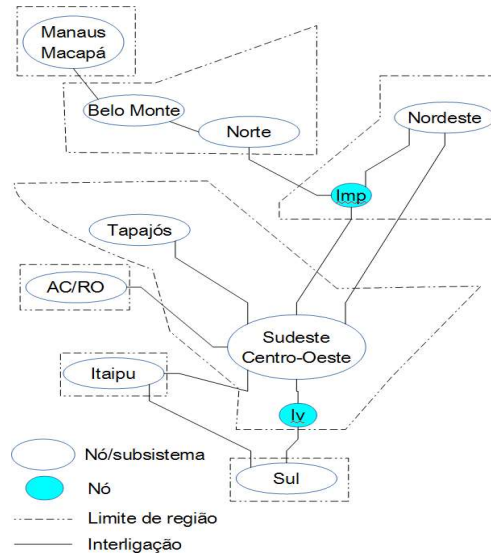 Manaus
Macapá
Belo Monte
Norte
Nordeste
Imp
Tapajós
AC/RO
Sudeste
Centro-Oeste
Itaipu
Iv
Sul
Nó/subsistema
Nó
Limite de região
Interligação